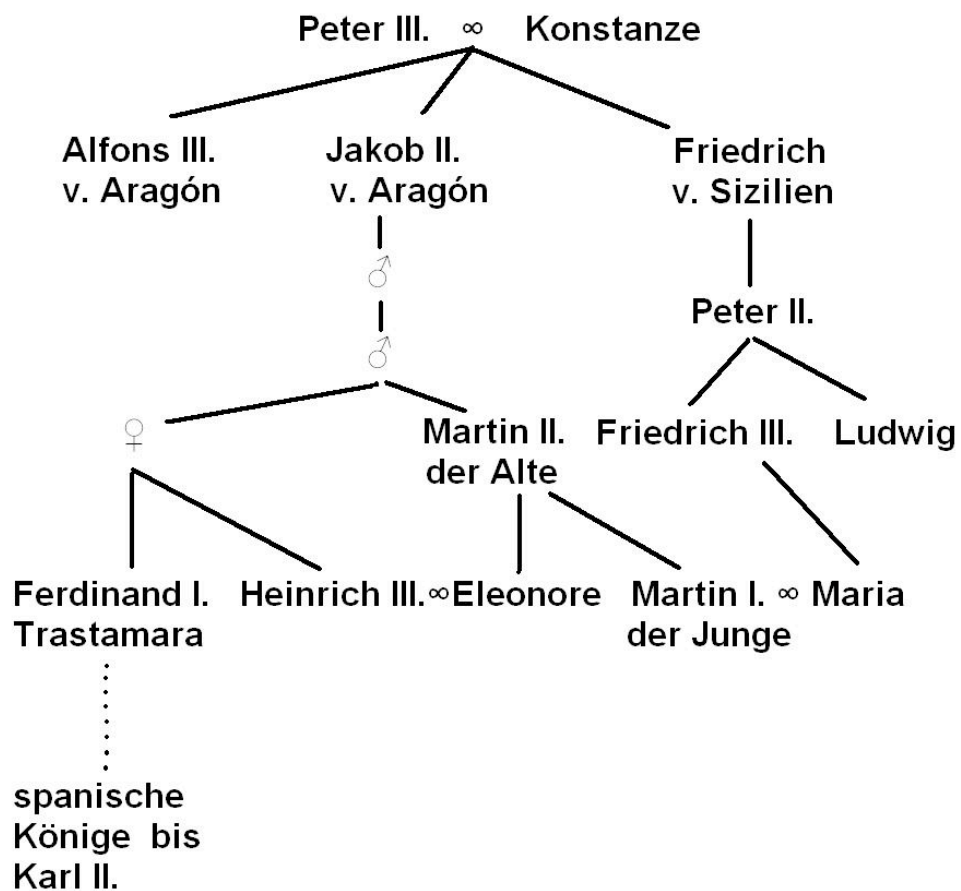 Peter III. ∞ Konstanze
Alfons III.
v. Aragón
Jakob II.
v. Aragón
Friedrich
v. Sizilien
♂
Peter II.
♂
♀
Martin II.
der Alte
Friedrich III.
Ludwig
Ferdinand I.
Trastamara
Heinrich III. ∞ Eleonore
Martin I. ∞ Maria
der Junge
spanische
Könige bis
Karl II.